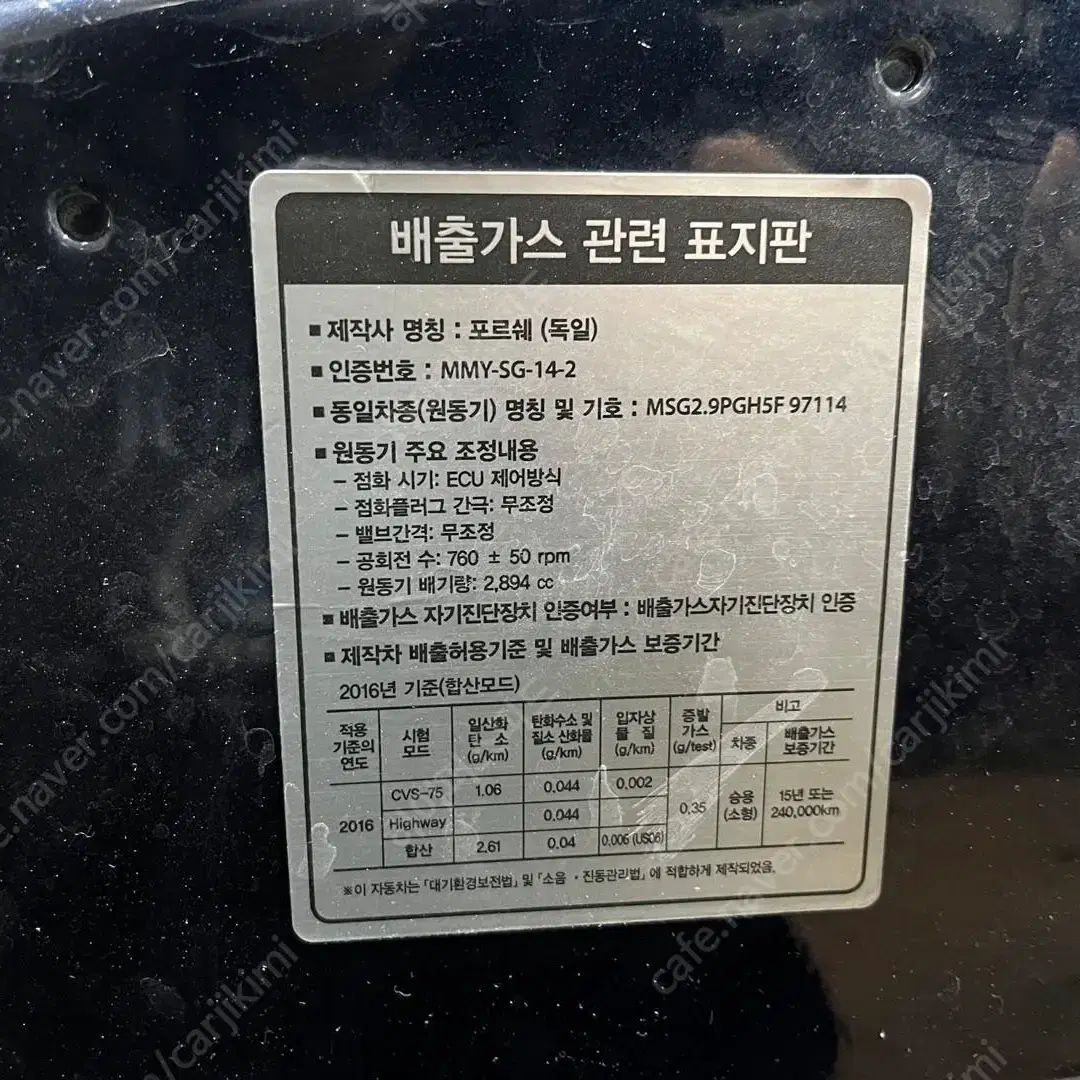 배출가스 관련 표지판
■ 제작사 명칭 : 포르쉐 (독일)
■ 인증번호 : MMY-SG-14-2
■ 동일차종(원동기) 명칭 및 기호 : MSG2.9PGH5F 97114
■ 원동기 주요 조정내용
– 점화 시기: ECU 제어방식
– 점화플러그 간극: 무조정
– 밸브간격: 무조정
– 공회전 수: 760 ± 50 rpm
– 원동기 배기량: 2,894 cc
■ 배출가스 자기진단장치 인증여부 : 배출가스자기진단장치 인증
■ 제작차 배출허용기준 및 배출가스 보증기간
2016년 기준(합산모드)
적용 기준의 연도 시험 모드 일산화 탄소 (g/km) 탄화수소 및 질소 산화물 (g/km) 입자상 물질 (g/km) 증발 가스 (g/test) 비고
차종 배출가스 보증기간
2016 CVS-75 1.06 0.044 0.002 0.35 승용 (소형) 15년 또는 240,000km
Highway 0.044
합산 2.61 0.04 0.006 (US06)
※이 자동차는 「대기환경보전법」 및 「소음・진동관리법」 에 적합하게 제작되었음.
cafe.naver.com/carjikimi